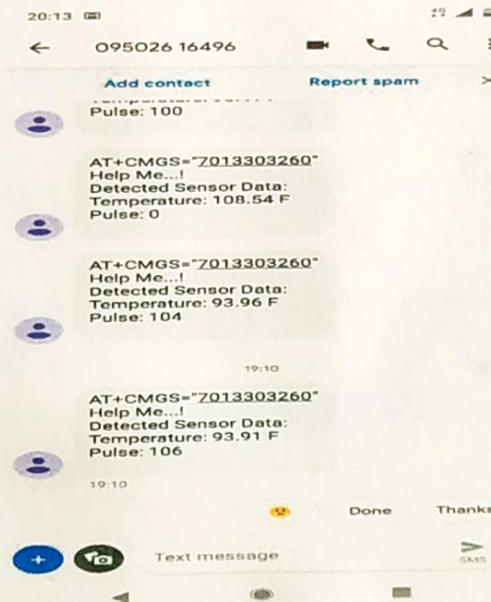 20:13
4G
095026 16496
Add contact
Report spam
Pulse: 100
AT+CMGS="7013303260"
Help Me...!
Detected Sensor Data:
Temperature: 108.54 F
Pulse: 0
AT+CMGS="7013303260"
Help Me...!
Detected Sensor Data:
Temperature: 93.96 F
Pulse: 104
19:10
AT+CMGS="7013303260"
Help Me...!
Detected Sensor Data:
Temperature: 93.91 F
Pulse: 106
19:10
Done
Thanks
Text message
SMS